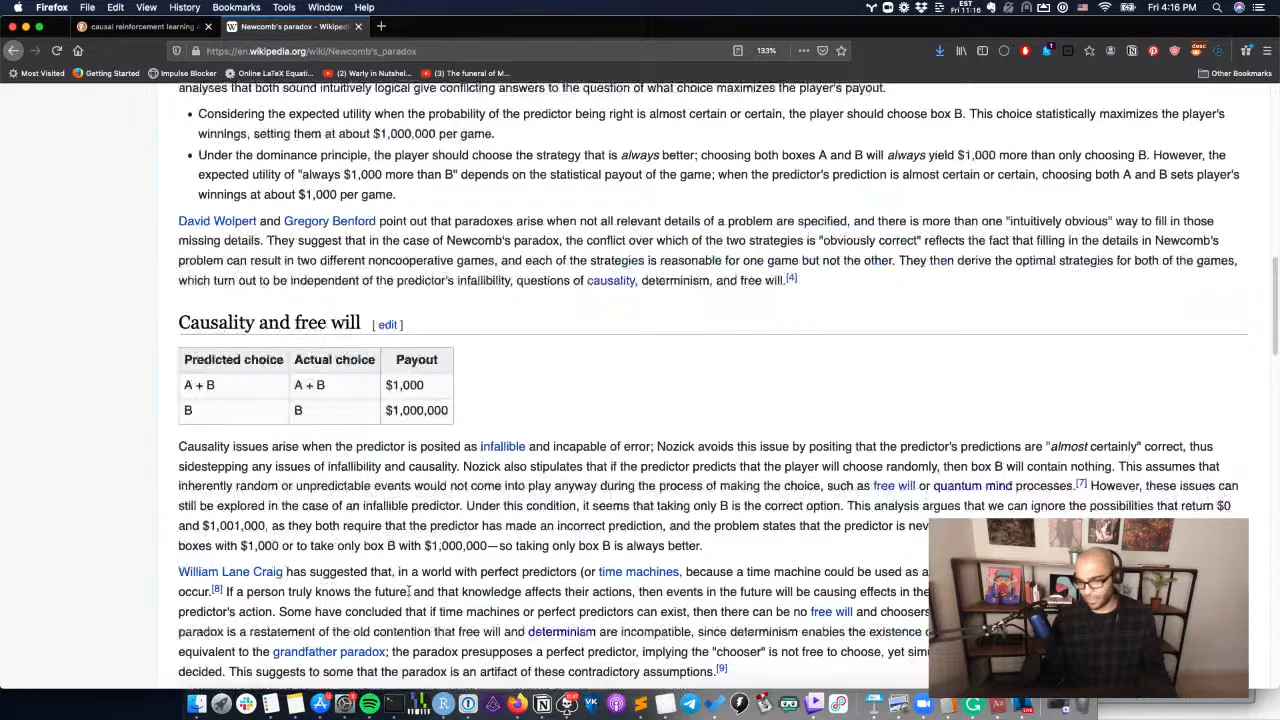 Firefox File Edit View History Bookmarks Tools Window Help EST Fri 11:16 Fri 4:16 PM
causal reinforcement learning Newcomb's paradox - Wikiped
https://en.wikipedia.org/wiki/Newcomb's_paradox 133%
Most Visited Getting Started Impulse Blocker Online LaTeX Equati... (2) Warly in Nutshel... (3) The funeral of M... Other Bookmarks
analyses that both sound intuitively logical give conflicting answers to the question of what choice maximizes the player's payout.
• Considering the expected utility when the probability of the predictor being right is almost certain or certain, the player should choose box B. This choice statistically maximizes the player's
winnings, setting them at about $1,000,000 per game.
• Under the dominance principle, the player should choose the strategy that is always better; choosing both boxes A and B will always yield $1,000 more than only choosing B. However, the
expected utility of "always $1,000 more than B" depends on the statistical payout of the game; when the predictor's prediction is almost certain or certain, choosing both A and B sets player's
winnings at about $1,000 per game.
David Wolpert and Gregory Benford point out that paradoxes arise when not all relevant details of a problem are specified, and there is more than one "intuitively obvious" way to fill in those
missing details. They suggest that in the case of Newcomb's paradox, the conflict over which of the two strategies is "obviously correct" reflects the fact that filling in the details in Newcomb's
problem can result in two different noncooperative games, and each of the strategies is reasonable for one game but not the other. They then derive the optimal strategies for both of the games,
which turn out to be independent of the predictor's infallibility, questions of causality, determinism, and free will.[4]
Causality and free will [ edit ]
Predicted choice Actual choice Payout
A + B A + B $1,000
B B $1,000,000
Causality issues arise when the predictor is posited as infallible and incapable of error; Nozick avoids this issue by positing that the predictor's predictions are "almost certainly" correct, thus
sidestepping any issues of infallibility and causality. Nozick also stipulates that if the predictor predicts that the player will choose randomly, then box B will contain nothing. This assumes that
inherently random or unpredictable events would not come into play anyway during the process of making the choice, such as free will or quantum mind processes.[7] However, these issues can
still be explored in the case of an infallible predictor. Under this condition, it seems that taking only B is the correct option. This analysis argues that we can ignore the possibilities that return $0
and $1,001,000, as they both require that the predictor has made an incorrect prediction, and the problem states that the predictor is nev
boxes with $1,000 or to take only box B with $1,000,000—so taking only box B is always better.
William Lane Craig has suggested that, in a world with perfect predictors (or time machines, because a time machine could be used as a
occur.[8] If a person truly knows the future, and that knowledge affects their actions, then events in the future will be causing effects in the
predictor's action. Some have concluded that if time machines or perfect predictors can exist, then there can be no free will and choosers
paradox is a restatement of the old contention that free will and determinism are incompatible, since determinism enables the existence o
equivalent to the grandfather paradox; the paradox presupposes a perfect predictor, implying the "chooser" is not free to choose, yet sim
decided. This suggests to some that the paradox is an artifact of these contradictory assumptions.[9]